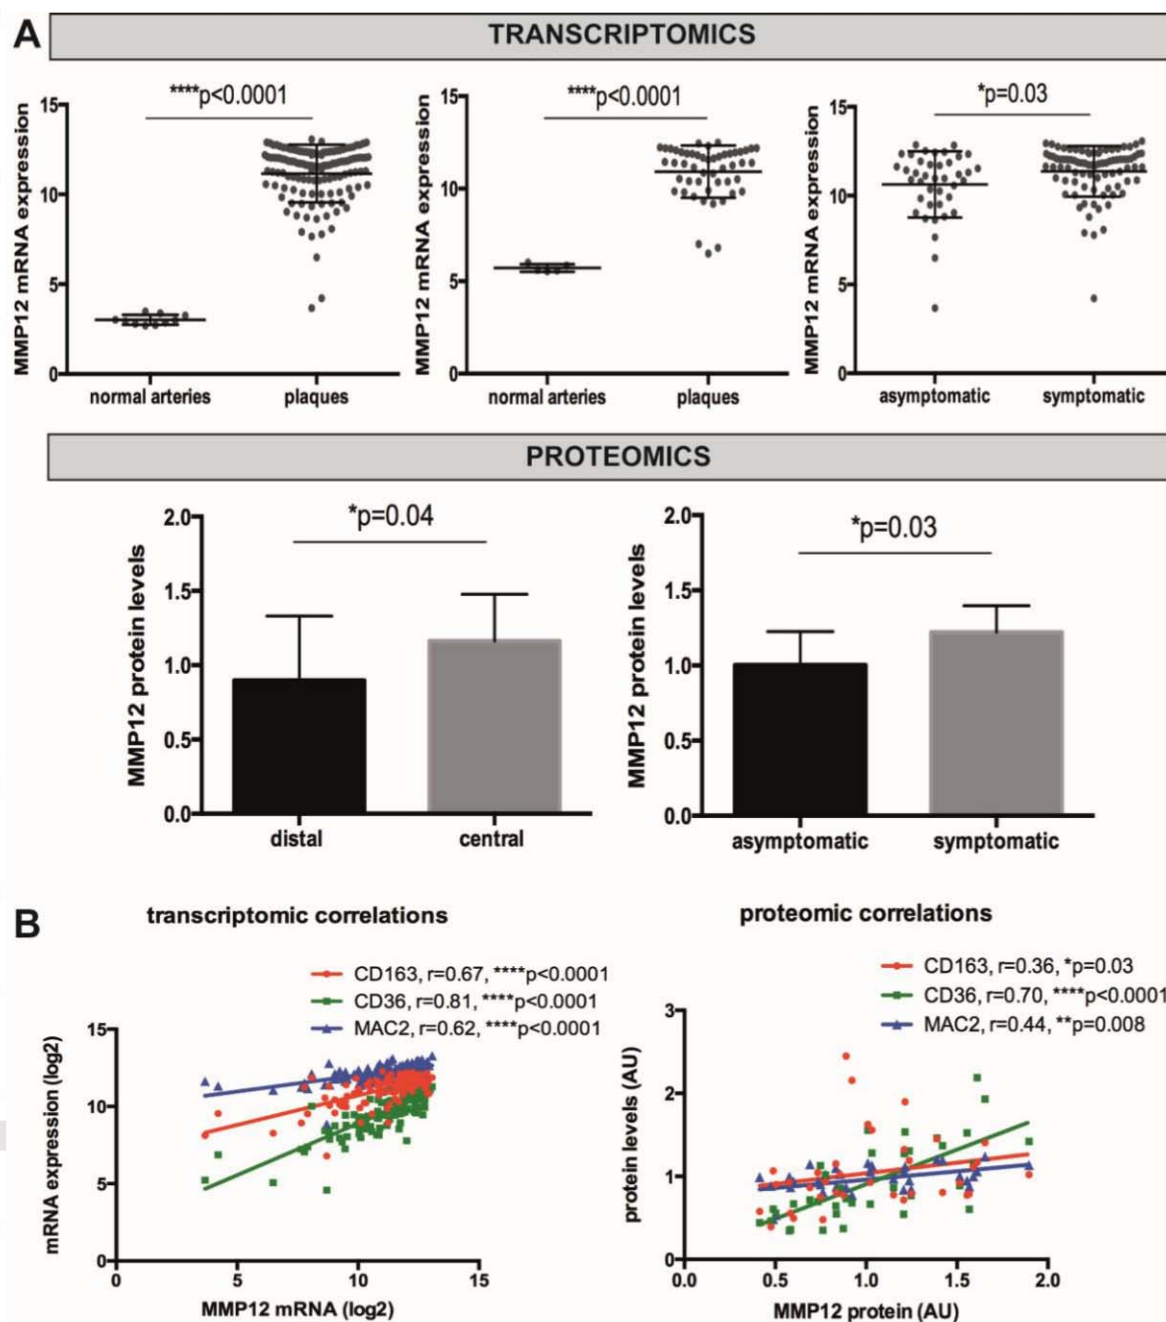 A
TRANSCRIPTOMICS
****p<0.0001
MMP12 mRNA expression
15
10
5
0
normal arteries
plaques
****p<0.0001
MMP12 mRNA expression
15
10
5
0
normal arteries
plaques
*p=0.03
MMP12 mRNA expression
15
10
5
0
asymptomatic
symptomatic
PROTEOMICS
*p=0.04
MMP12 protein levels
2.0
1.5
1.0
0.5
0.0
distal
central
*p=0.03
MMP12 protein levels
2.0
1.5
1.0
0.5
0.0
asymptomatic
symptomatic
B
transcriptomic correlations
CD163, r=0.67, ****p<0.0001
CD36, r=0.81, ****p<0.0001
MAC2, r=0.62, ****p<0.0001
mRNA expression (log2)
15
10
5
0
0 5 10 15
MMP12 mRNA (log2)
proteomic correlations
CD163, r=0.36, *p=0.03
CD36, r=0.70, ****p<0.0001
MAC2, r=0.44, **p=0.008
protein levels (AU)
3
2
1
0
0.0 0.5 1.0 1.5 2.0
MMP12 protein (AU)